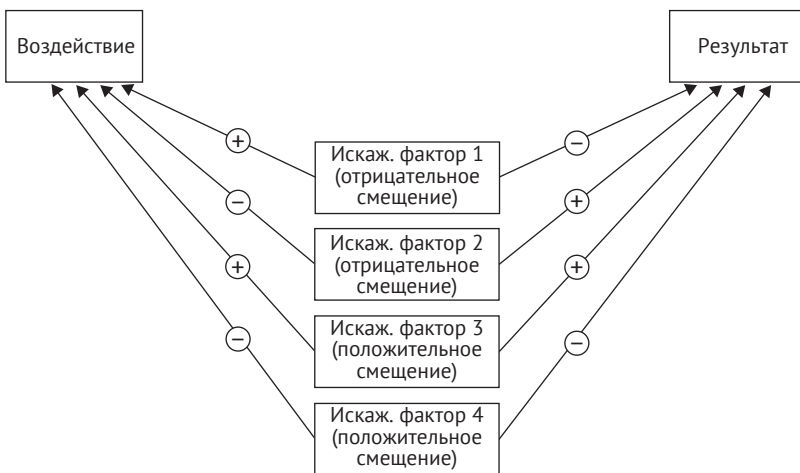 Воздействие
Результат
+
−
Искаж. фактор 1
(отрицательное
смещение)
−
+
Искаж. фактор 2
(отрицательное
смещение)
+
+
Искаж. фактор 3
(положительное
смещение)
−
−
Искаж. фактор 4
(положительное
смещение)